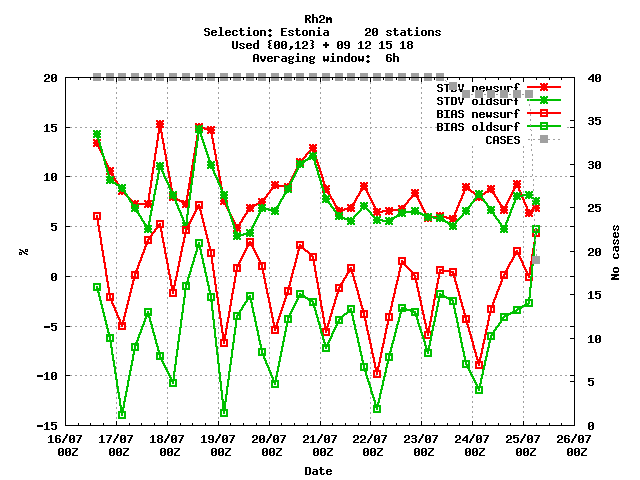 Rh2m
Selection: Estonia     20 stations
Used {00,12} + 09 12 15 18
Averaging window:  6h
20
15
10
5
0
-5
-10
-15
%
40
35
30
25
20
15
10
5
0
No cases
STDV newsurf
STDV oldsurf
BIAS newsurf
BIAS oldsurf
CASES
16/07 17/07 18/07 19/07 20/07 21/07 22/07 23/07 24/07 25/07 26/07
00Z 00Z 00Z 00Z 00Z 00Z 00Z 00Z 00Z 00Z 00Z
Date